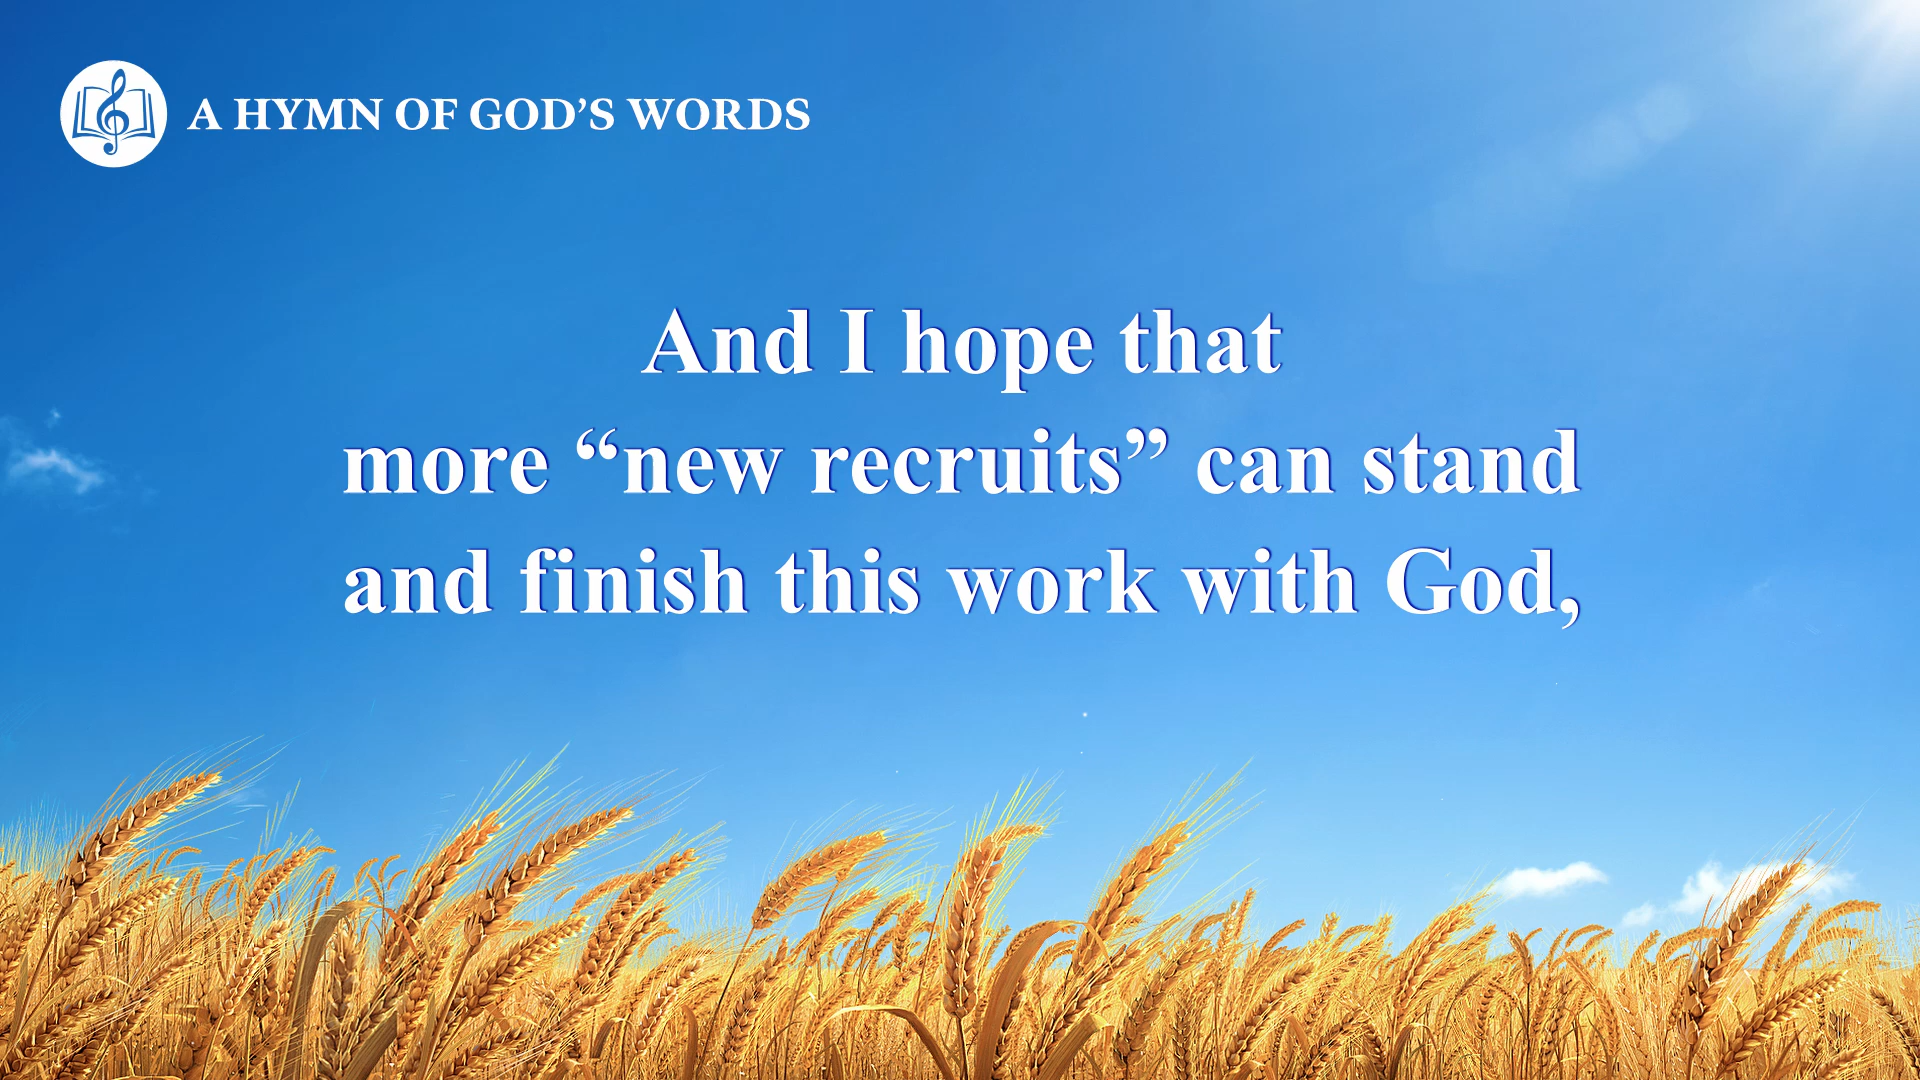 A HYMN OF GOD’S WORDS
And I hope that
more “new recruits” can stand
and finish this work with God,